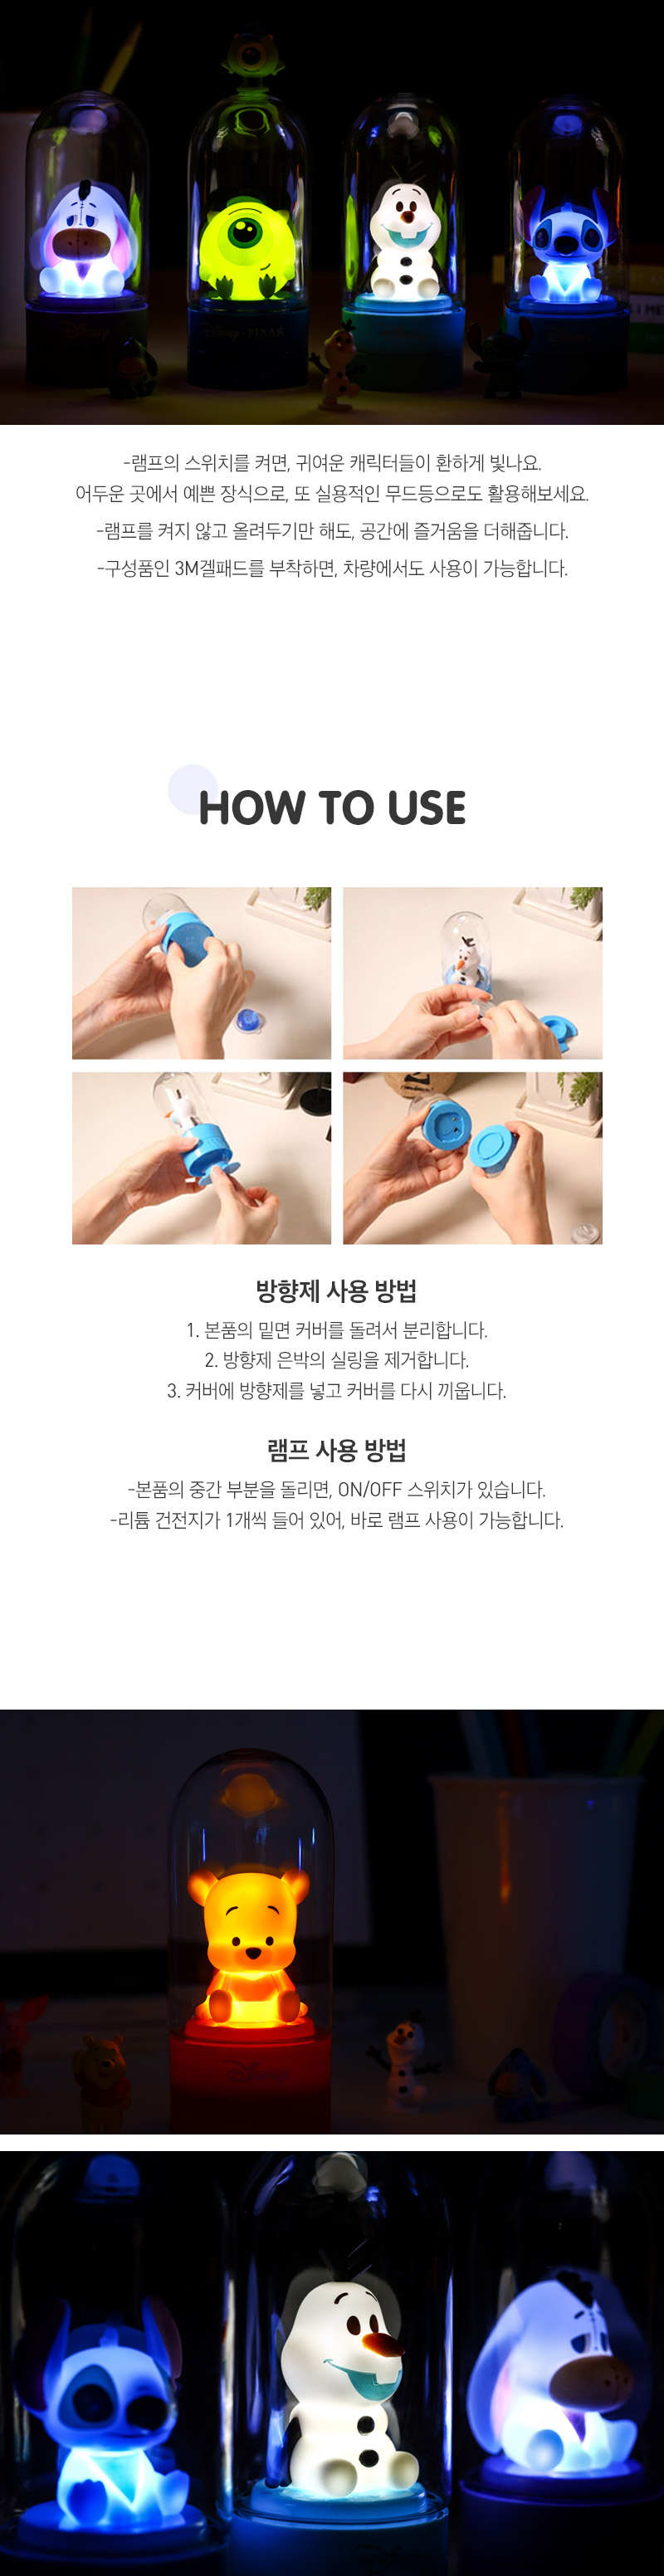 Disney
Disney · PIXAR
-램프의 스위치를 켜면, 귀여운 캐릭터들이 환하게 빛나요.
어두운 곳에서 예쁜 장식으로, 또 실용적인 무드등으로도 활용해보세요.
-램프를 켜지 않고 올려두기만 해도, 공간에 즐거움을 더해줍니다.
-구성품인 3M겔패드를 부착하면, 차량에서도 사용이 가능합니다.
HOW TO USE
방향제 사용 방법
1. 본품의 밑면 커버를 돌려서 분리합니다.
2. 방향제 은박의 실링을 제거합니다.
3. 커버에 방향제를 넣고 커버를 다시 끼웁니다.
램프 사용 방법
-본품의 중간 부분을 돌리면, ON/OFF 스위치가 있습니다.
-리튬 건전지가 1개씩 들어 있어, 바로 램프 사용이 가능합니다.
Disney